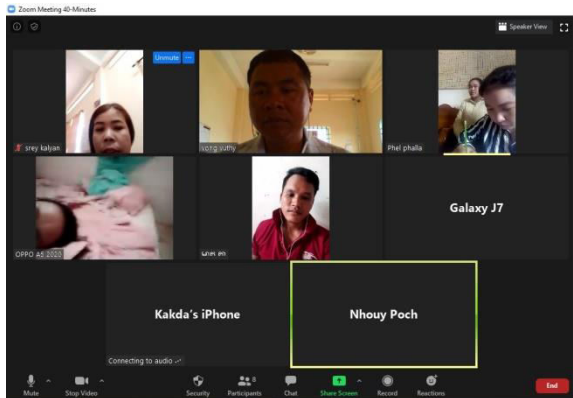 Zoom Meeting 40-Minutes
Speaker View
Unmute ...
srey kalyan
vong vuthy
Phel phalla
OPPO A5 2020
Galaxy J7
Kakda's iPhone
Connecting to audio
Nhouy Poch
Mute
Stop Video
Security
Participants 8
Chat
Share Screen
Record
Reactions
End